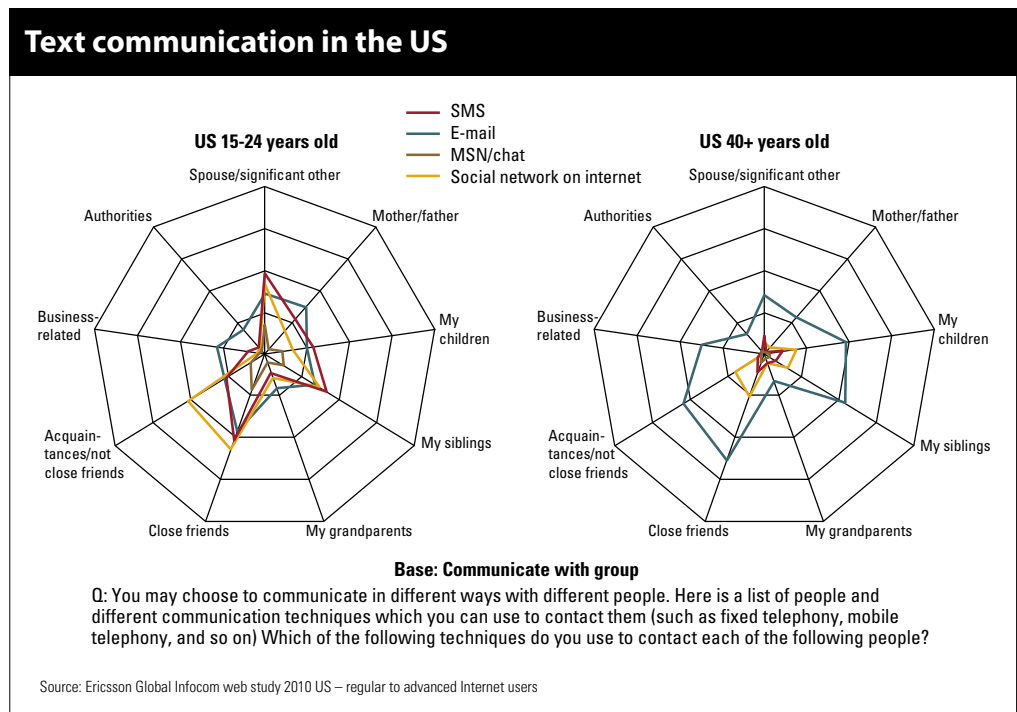 Text communication in the US
SMS
E-mail
MSN/chat
Social network on internet
US 15-24 years old
Spouse/significant other
Mother/father
My
children
My siblings
My grandparents
Close friends
Acquain-
tances/not
close friends
Business-
related
Authorities
US 40+ years old
Spouse/significant other
Mother/father
My
children
My siblings
My grandparents
Close friends
Acquain-
tances/not
close friends
Business-
related
Authorities
Base: Communicate with group
Q: You may choose to communicate in different ways with different people. Here is a list of people and
different communication techniques which you can use to contact them (such as fixed telephony, mobile
telephony, and so on) Which of the following techniques do you use to contact each of the following people?
Source: Ericsson Global Infocom web study 2010 US – regular to advanced Internet users